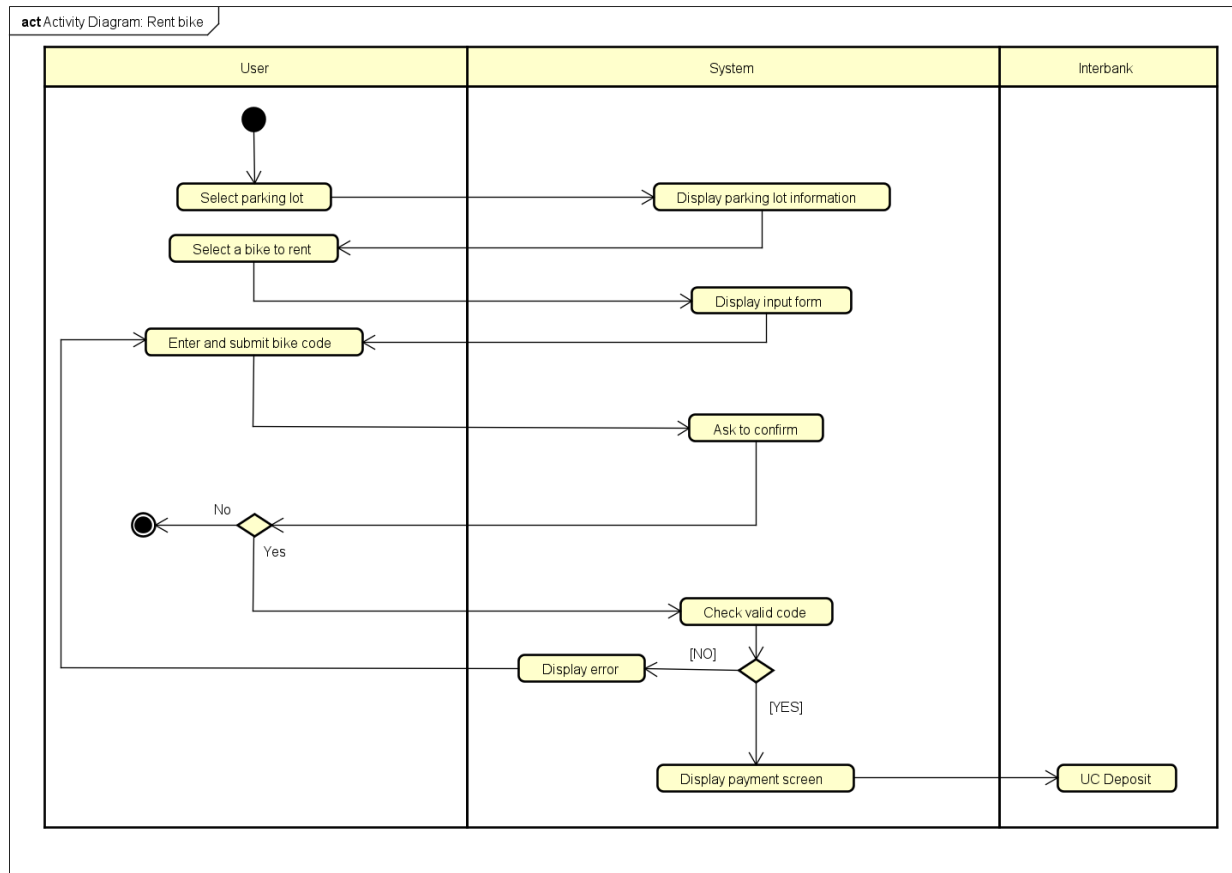 act Activity Diagram: Rent bike
User
System
Interbank
Select parking lot
Display parking lot information
Select a bike to rent
Display input form
Enter and submit bike code
Ask to confirm
No
Yes
Check valid code
[NO]
Display error
[YES]
Display payment screen
UC Deposit